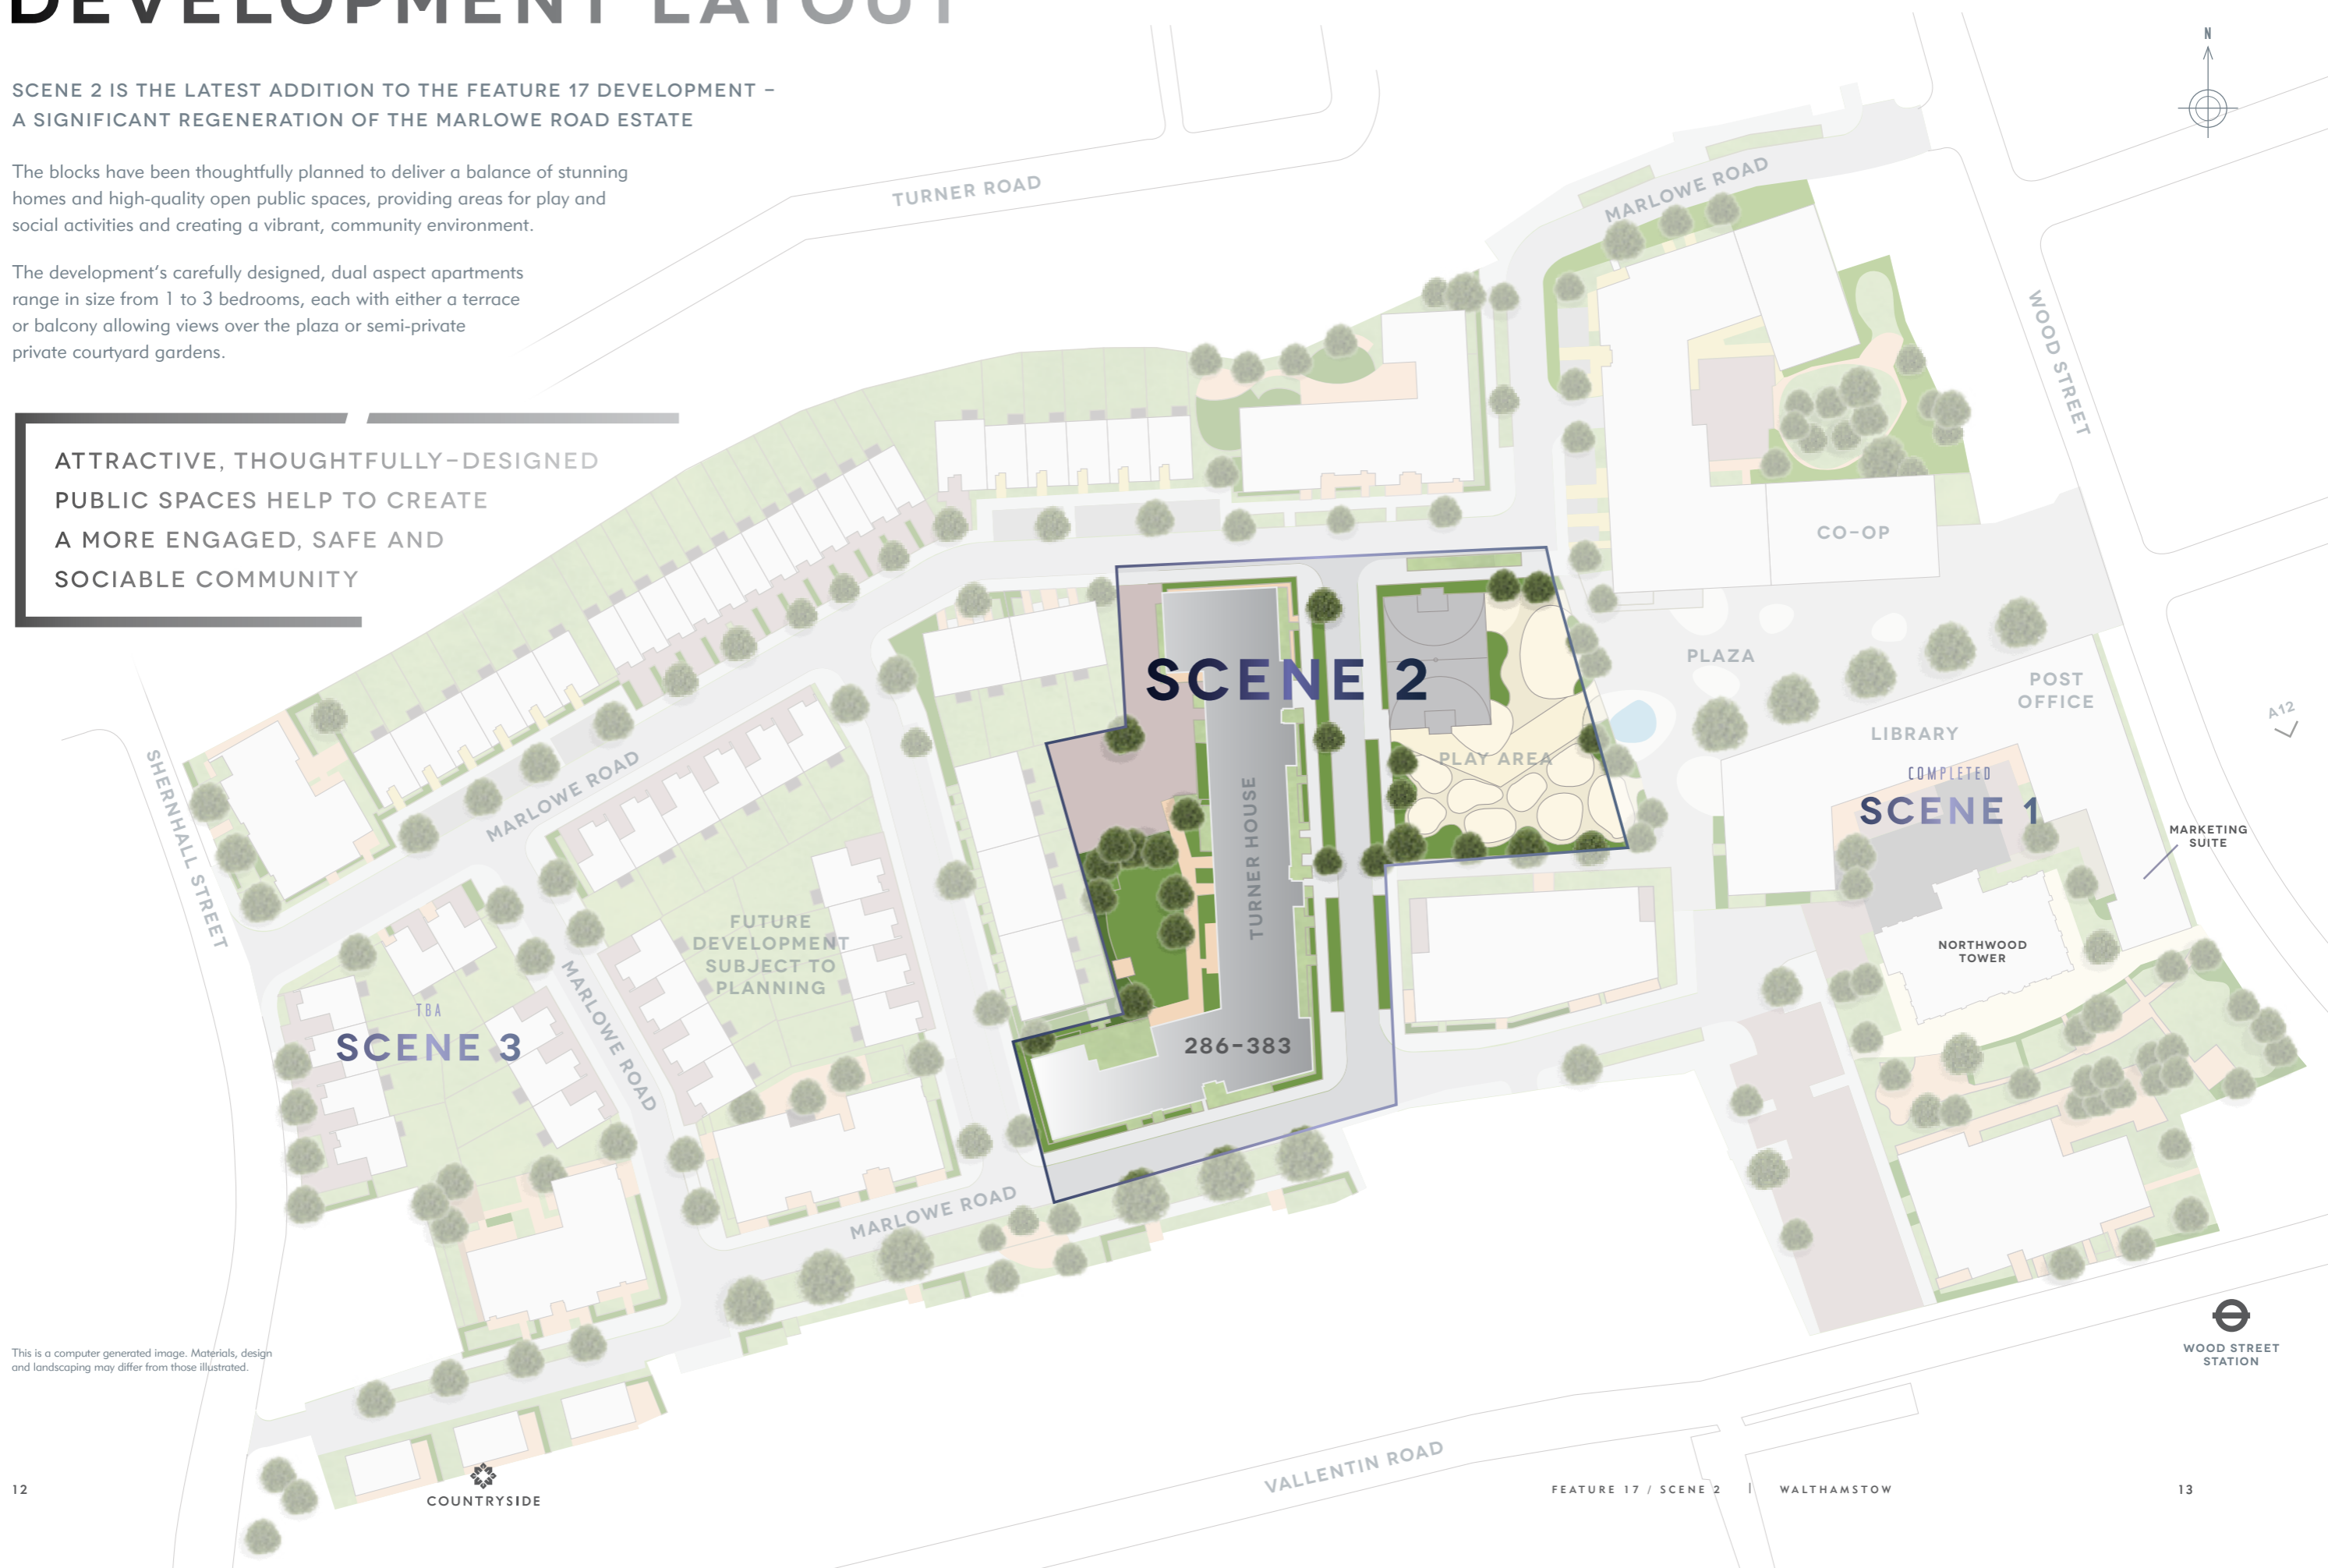 DEVELOPMENT LAYOUT
SCENE 2 IS THE LATEST ADDITION TO THE FEATURE 17 DEVELOPMENT –
A SIGNIFICANT REGENERATION OF THE MARLOWE ROAD ESTATE
The blocks have been thoughtfully planned to deliver a balance of stunning
homes and high-quality open public spaces, providing areas for play and
social activities and creating a vibrant, community environment.
The development's carefully designed, dual aspect apartments
range in size from 1 to 3 bedrooms, each with either a terrace
or balcony allowing views over the plaza or semi-private
private courtyard gardens.
ATTRACTIVE, THOUGHTFULLY-DESIGNED
PUBLIC SPACES HELP TO CREATE
A MORE ENGAGED, SAFE AND
SOCIABLE COMMUNITY
N
TURNER ROAD
MARLOWE ROAD
WOOD STREET
CO-OP
PLAZA
POST
OFFICE
LIBRARY
A12
COMPLETED
SCENE 1
MARKETING
SUITE
NORTHWOOD
TOWER
SCENE 2
PLAY AREA
TURNER HOUSE
286-383
SHERNHALL STREET
MARLOWE ROAD
FUTURE
DEVELOPMENT
SUBJECT TO
PLANNING
MARLOWE ROAD
TBA
SCENE 3
MARLOWE ROAD
WOOD STREET
STATION
VALLENTIN ROAD
This is a computer generated image. Materials, design
and landscaping may differ from those illustrated.
12
COUNTRYSIDE
FEATURE 17 / SCENE 2 | WALTHAMSTOW
13